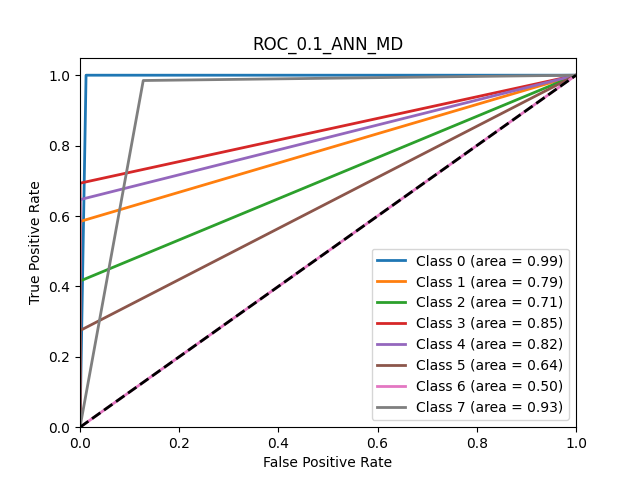 ROC_0.1_ANN_MD
True Positive Rate
1.0
0.8
0.6
0.4
0.2
0.0
Class 0 (area = 0.99)
Class 1 (area = 0.79)
Class 2 (area = 0.71)
Class 3 (area = 0.85)
Class 4 (area = 0.82)
Class 5 (area = 0.64)
Class 6 (area = 0.50)
Class 7 (area = 0.93)
0.0 0.2 0.4 0.6 0.8 1.0
False Positive Rate